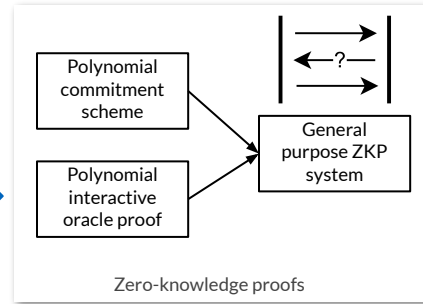 ?
Polynomial
commitment
scheme
General
purpose ZKP
system
Polynomial
interactive
oracle proof
Zero-knowledge proofs